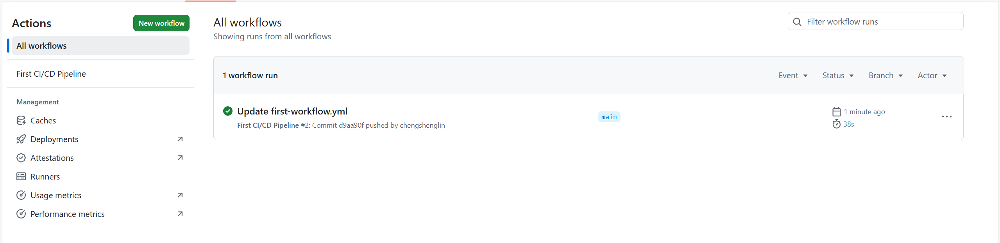 Actions
New workflow
All workflows
First CI/CD Pipeline
Management
Caches
Deployments
Attestations
Runners
Usage metrics
Performance metrics
All workflows
Showing runs from all workflows
Filter workflow runs
1 workflow run
Event Status Branch Actor
Update first-workflow.yml
First CI/CD Pipeline #2: Commit d9aa90f pushed by chengshenglin
main
1 minute ago
38s